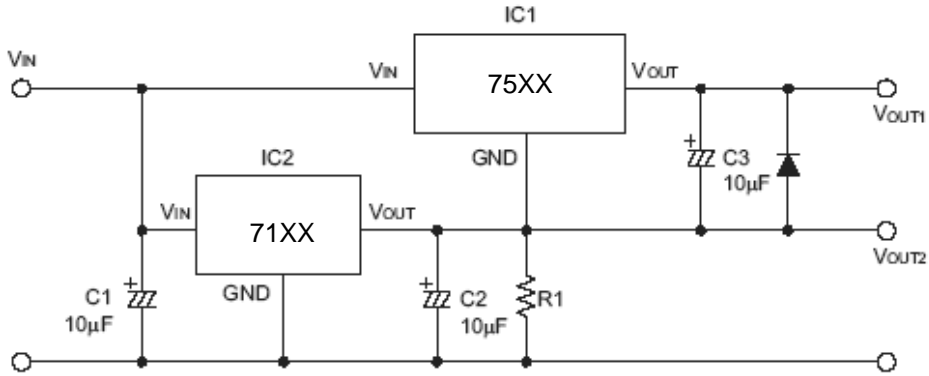 IC1
VIN
VIN
75XX
VOUT
VOUT1
GND
C3
10µF
IC2
VIN
71XX
VOUT
VOUT2
GND
C1
10µF
C2
10µF
R1
+
+
+